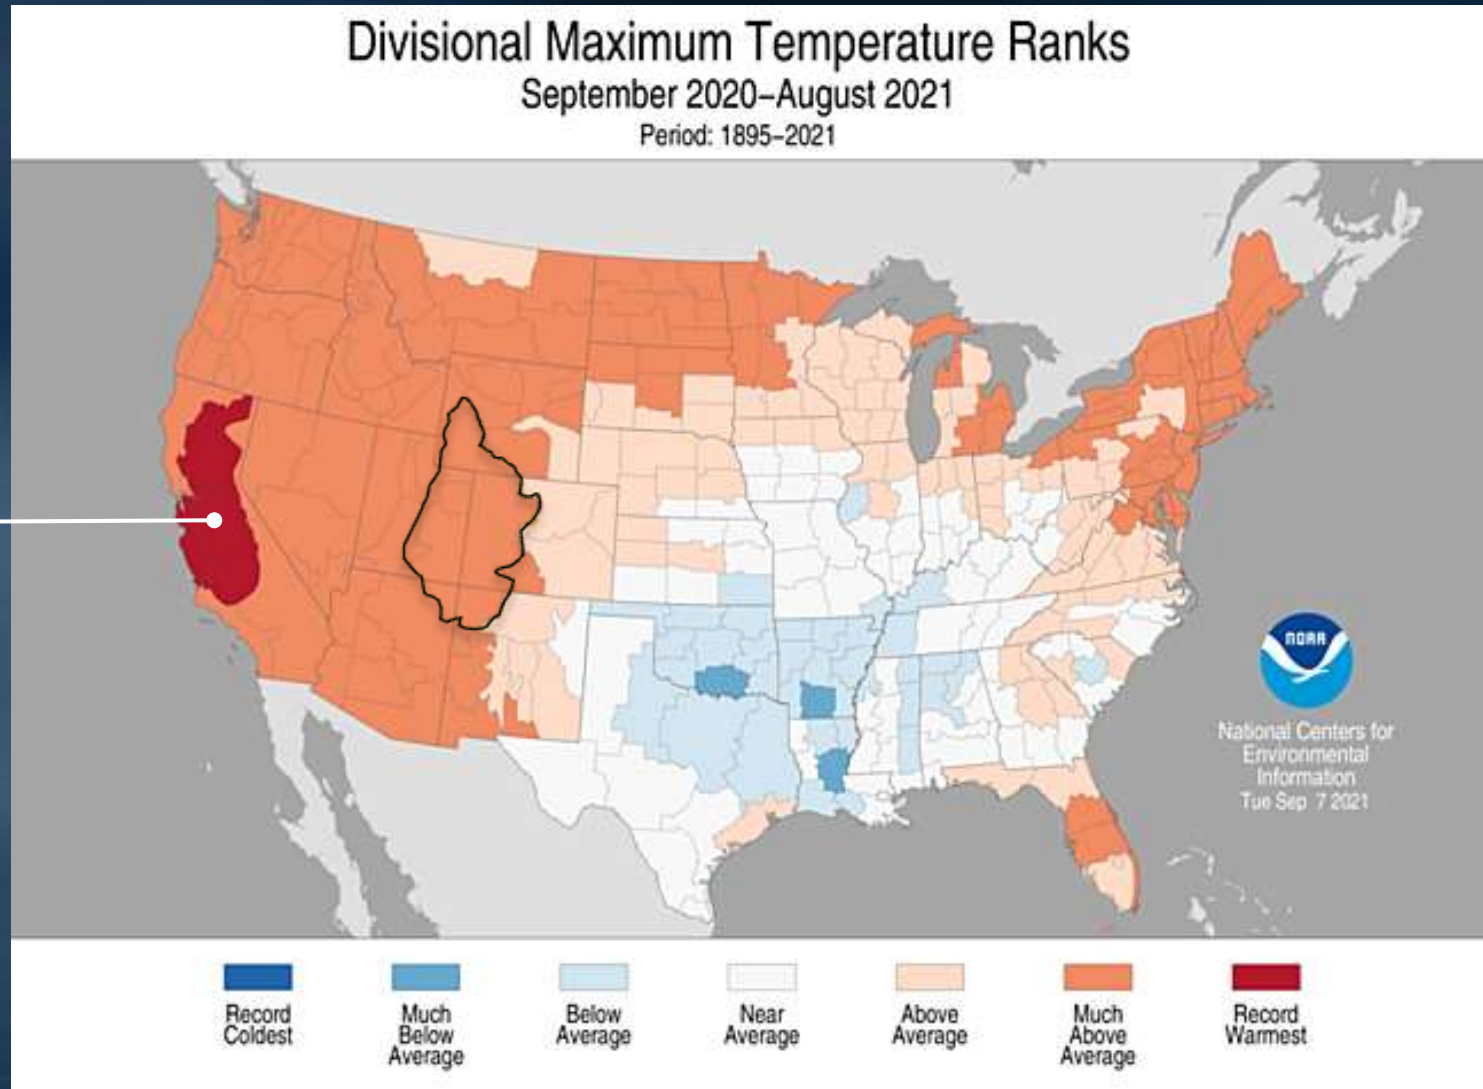 Divisional Maximum Temperature Ranks
September 2020–August 2021
Period: 1895–2021
NOAA
National Centers for
Environmental
Information
Tue Sep 7 2021
Record
Coldest
Much
Below
Average
Below
Average
Near
Average
Above
Average
Much
Above
Average
Record
Warmest